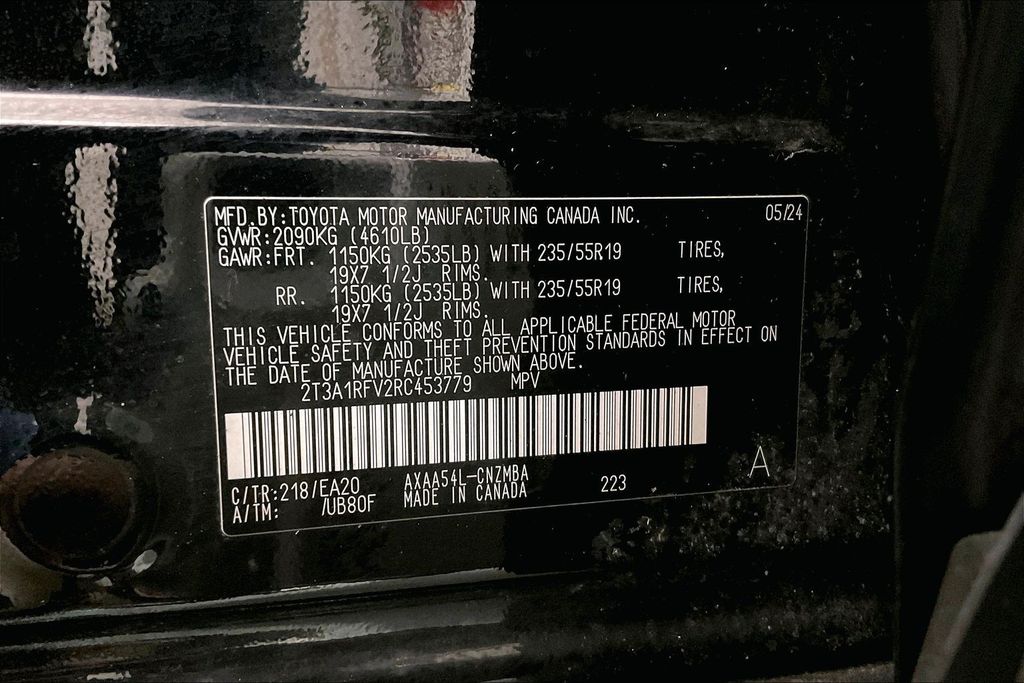 MFD.BY:TOYOTA MOTOR MANUFACTURING CANADA INC. 05/24
GVWR:2090KG (4610LB)
GAWR:FRT. 1150KG (2535LB) WITH 235/55R19 TIRES,
19X7 1/2J RIMS.
RR. 1150KG (2535LB) WITH 235/55R19 TIRES,
19X7 1/2J RIMS.
THIS VEHICLE CONFORMS TO ALL APPLICABLE FEDERAL MOTOR
VEHICLE SAFETY AND THEFT PREVENTION STANDARDS IN EFFECT ON
THE DATE OF MANUFACTURE SHOWN ABOVE.
2T3A1RFV2RC453779 MPV
C/TR:218/EA20 AXAA54L-CNZMBA 223 A
A/TM: /UB80F MADE IN CANADA